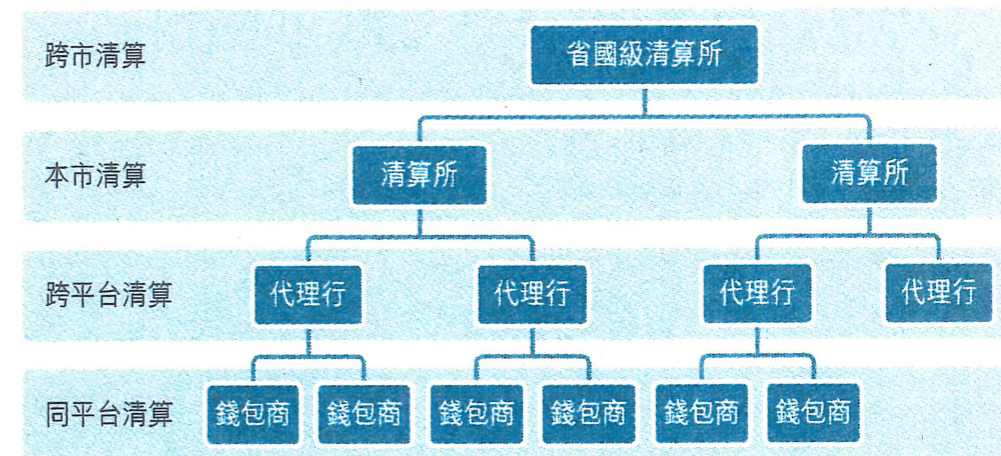 跨市清算
省國級清算所
本市清算
清算所
清算所
跨平台清算
代理行
代理行
代理行
代理行
同平台清算
錢包商
錢包商
錢包商
錢包商
錢包商
錢包商